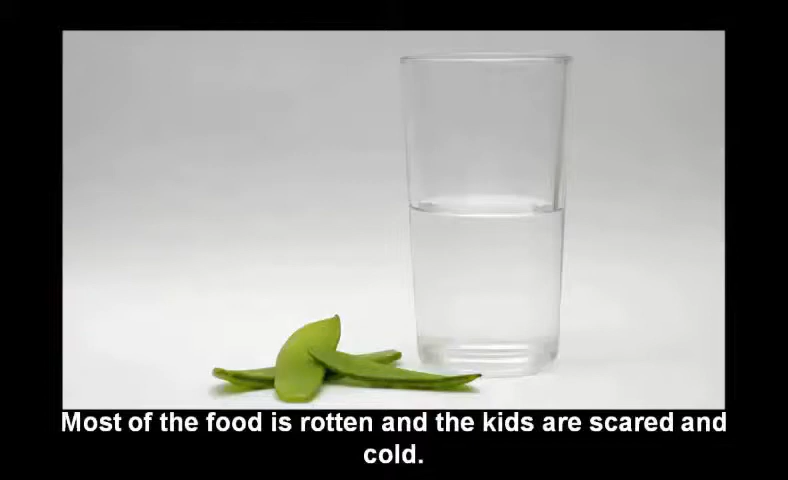 Most of the food is rotten and the kids are scared and
cold.